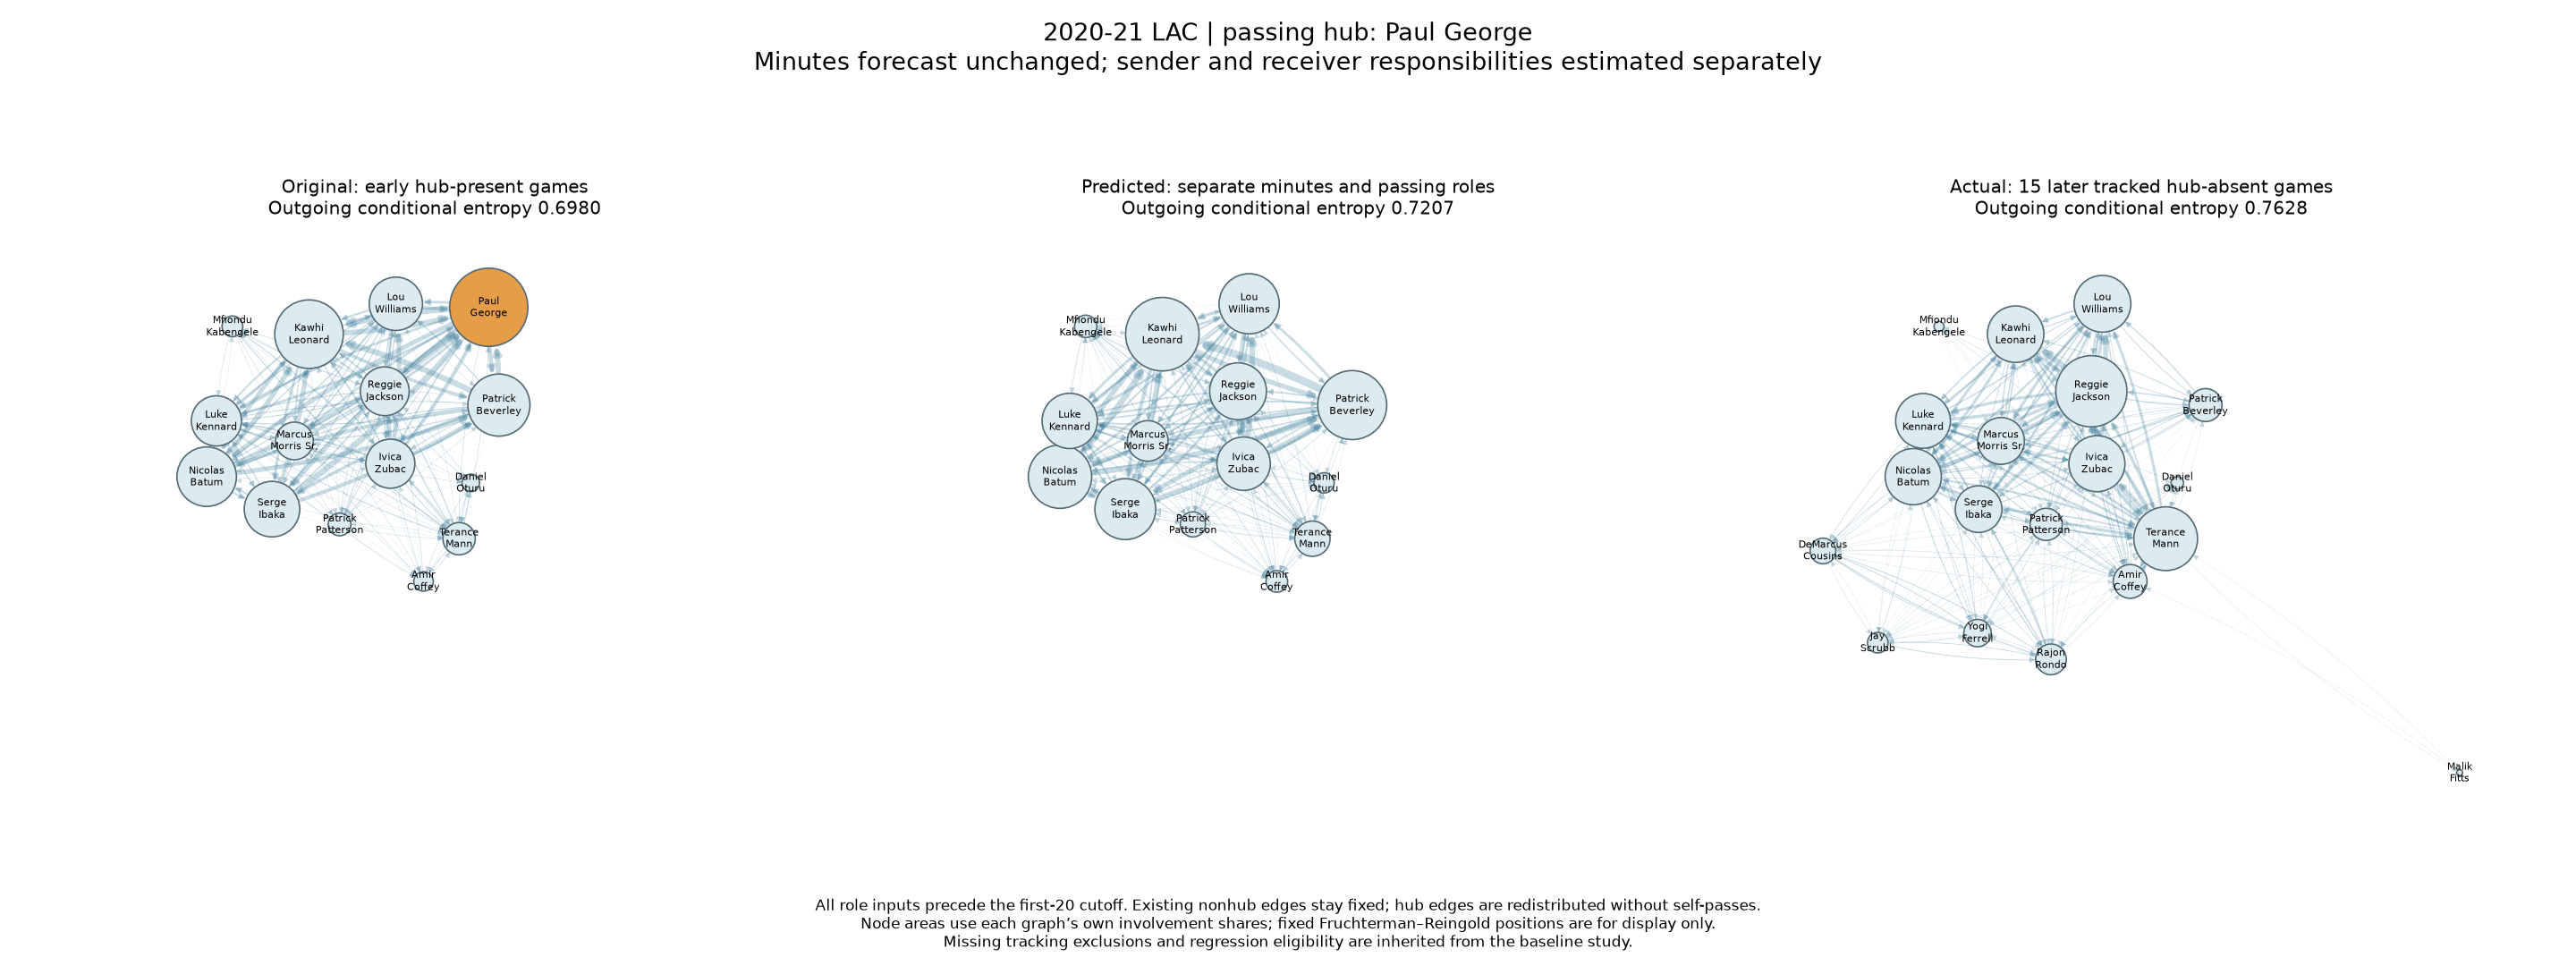 2020-21 LAC | passing hub: Paul George
Minutes forecast unchanged; sender and receiver responsibilities estimated separately
Original: early hub-present games
Outgoing conditional entropy 0.6980
Lou
Williams
Paul
George
Mfiondu
Kabengele
Kawhi
Leonard
Reggie
Jackson
Patrick
Beverley
Luke
Kennard
Marcus
Morris Sr.
Ivica
Zubac
Nicolas
Batum
Daniel
Oturu
Serge
Ibaka
Patrick
Patterson
Terance
Mann
Amir
Coffey
Predicted: separate minutes and passing roles
Outgoing conditional entropy 0.7207
Lou
Williams
Mfiondu
Kabengele
Kawhi
Leonard
Reggie
Jackson
Patrick
Beverley
Luke
Kennard
Marcus
Morris Sr.
Ivica
Zubac
Nicolas
Batum
Daniel
Oturu
Serge
Ibaka
Patrick
Patterson
Terance
Mann
Amir
Coffey
Actual: 15 later tracked hub-absent games
Outgoing conditional entropy 0.7628
Lou
Williams
Mfiondu
Kabengele
Kawhi
Leonard
Reggie
Jackson
Patrick
Beverley
Luke
Kennard
Marcus
Morris Sr.
Ivica
Zubac
Nicolas
Batum
Daniel
Oturu
Serge
Ibaka
Patrick
Patterson
Terance
Mann
DeMarcus
Cousins
Amir
Coffey
Jay
Scrubb
Yogi
Ferrell
Rajon
Rondo
Malik
Fitts
All role inputs precede the first-20 cutoff. Existing nonhub edges stay fixed; hub edges are redistributed without self-passes.
Node areas use each graph’s own involvement shares; fixed Fruchterman–Reingold positions are for display only.
Missing tracking exclusions and regression eligibility are inherited from the baseline study.